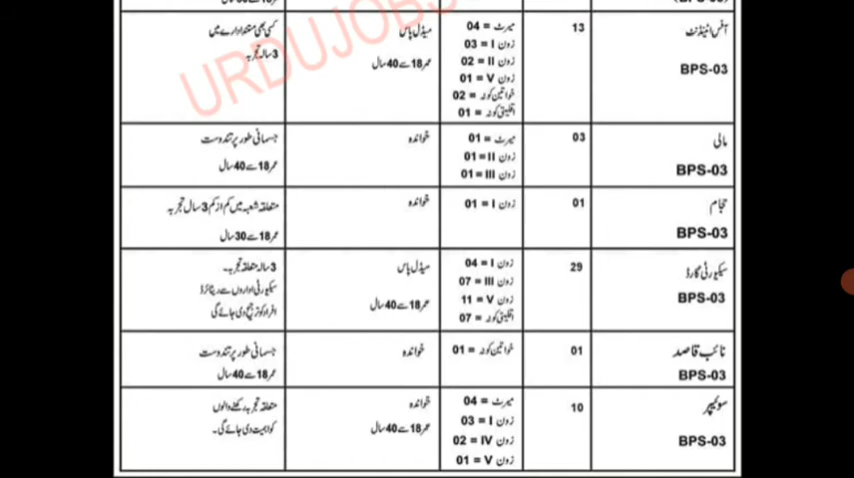 آفس اٹینڈنٹ
BPS-03
13
میرٹ = 04
زون I = 03
زون II = 02
زون V = 01
خواتین کوٹہ = 02
اقلیتی کوٹہ = 01
میڈل پاس
عمر 18 سے 40 سال
کسی بھی مستند ادارے میں
3 سالہ تجربہ
URDUJOBS
مالی
BPS-03
03
میرٹ = 01
زون II = 01
زون III = 01
خواندہ
جسمانی طور پر تندرست
عمر 18 سے 40 سال
حجام
BPS-03
01
زون I = 01
خواندہ
متعلقہ شعبہ میں کم از کم 3 سال تجربہ
عمر 18 سے 30 سال
سیکیورٹی گارڈ
BPS-03
29
زون I = 04
زون III = 07
زون V = 11
اقلیتی کوٹہ = 07
میڈل پاس
عمر 18 سے 40 سال
3 سالہ متعلقہ تجربہ۔
سیکیورٹی اداروں سے ریٹائرڈ
افراد کو ترجیح دی جائے گی
نائب قاصد
BPS-03
01
خواتین کوٹہ = 01
خواندہ
جسمانی طور پر تندرست
عمر 18 سے 40 سال
سوئیپر
BPS-03
10
میرٹ = 04
زون I = 03
زون IV = 02
زون V = 01
خواندہ
عمر 18 سے 40 سال
متعلقہ تجربہ رکھنے والوں
کو اہمیت دی جائے گی۔